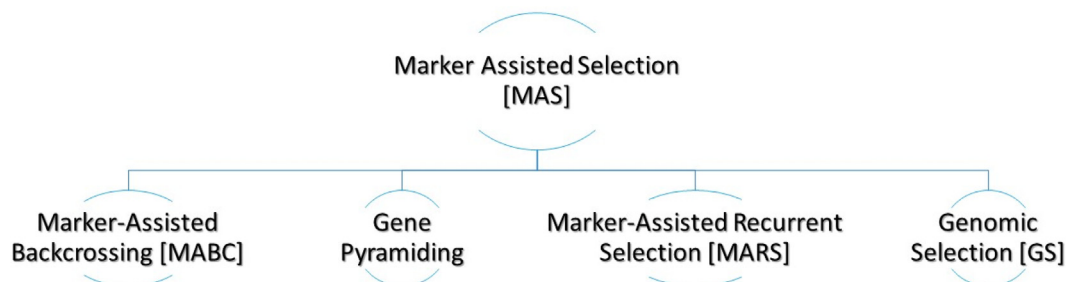 Marker Assisted Selection
[MAS]
Marker-Assisted
Backcrossing [MABC]
Gene
Pyramiding
Marker-Assisted Recurrent
Selection [MARS]
Genomic
Selection [GS]